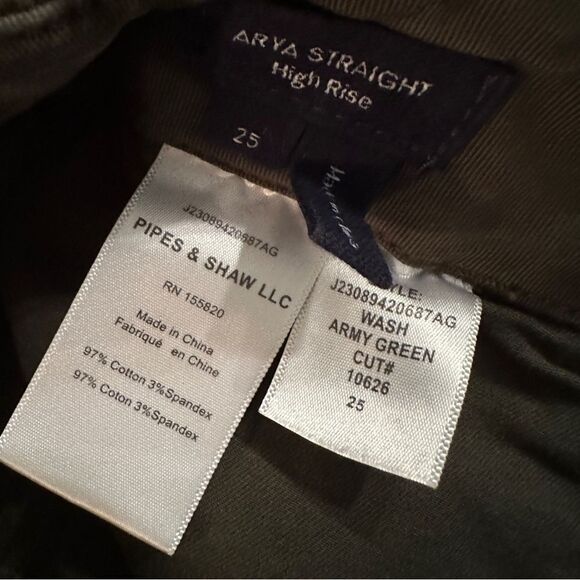 ARYA STRAIGHT
High Rise
25
J23089420687AG
PIPES & SHAW LLC
RN 155820
Made in China
Fabriqué en Chine
97% Cotton 3%Spandex
97% Coton 3%Spandex
J23089420687AG
WASH
ARMY GREEN
CUT#
10626
25